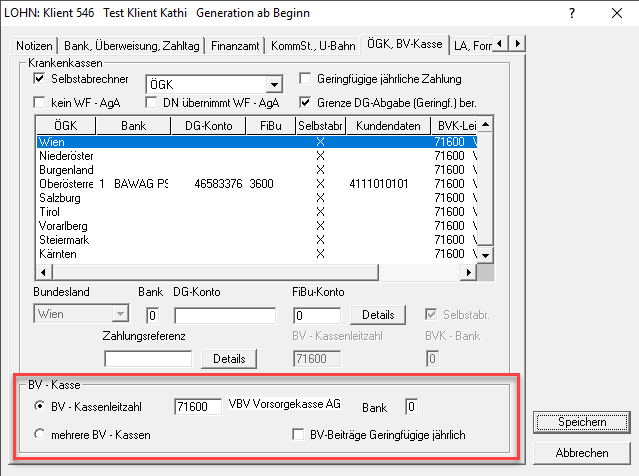 LOHN: Klient 546 Test Klient Kathi Generation ab Beginn
Notizen Bank, Überweisung, Zahltag Finanzamt KommSt., U-Bahn ÖGK, BV-Kasse LA, For
Krankenkassen
Selbstabrechner ÖGK Geringfügige jährliche Zahlung
kein WF - AgA DN übernimmt WF - AgA Grenze DG-Abgabe (Geringf.) ber.
ÖGK Bank DG-Konto FiBu Selbstabr Kundendaten BVK-Lei
Wien X 71600 V
Niederöster X 71600 V
Burgenland X 71600 V
Oberösterre 1 BAWAG PS 46583376 3600 X 4111010101 71600 V
Salzburg X 71600 V
Tirol X 71600 V
Vorarlberg X 71600 V
Steiermark X 71600 V
Kärnten X 71600 V
Bundesland Bank DG-Konto FiBu-Konto
Wien 0 0 Details Selbstabr.
Zahlungsreferenz BV - Kassenleitzahl BVK - Bank
Details 71600 0
BV - Kasse
BV - Kassenleitzahl 71600 VBV Vorsorgekasse AG Bank 0
mehrere BV - Kassen BV-Beiträge Geringfügige jährlich
Speichern
Abbrechen